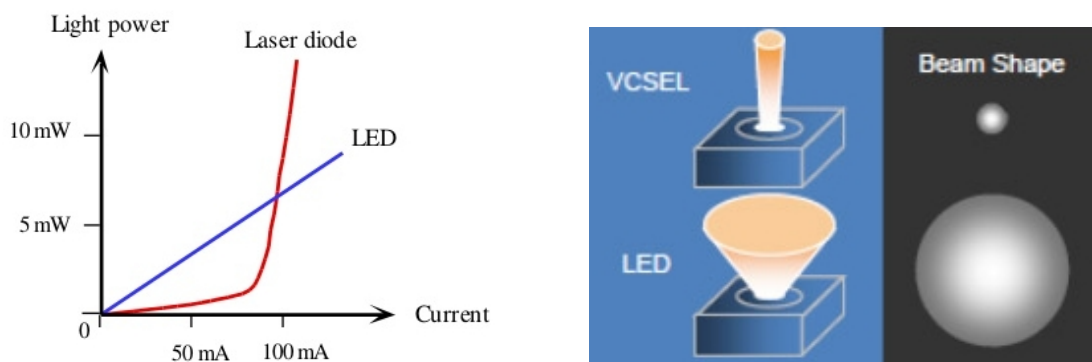 Light power
Laser diode
10 mW
LED
5 mW
0
Current
50 mA 100 mA
VCSEL
Beam Shape
LED